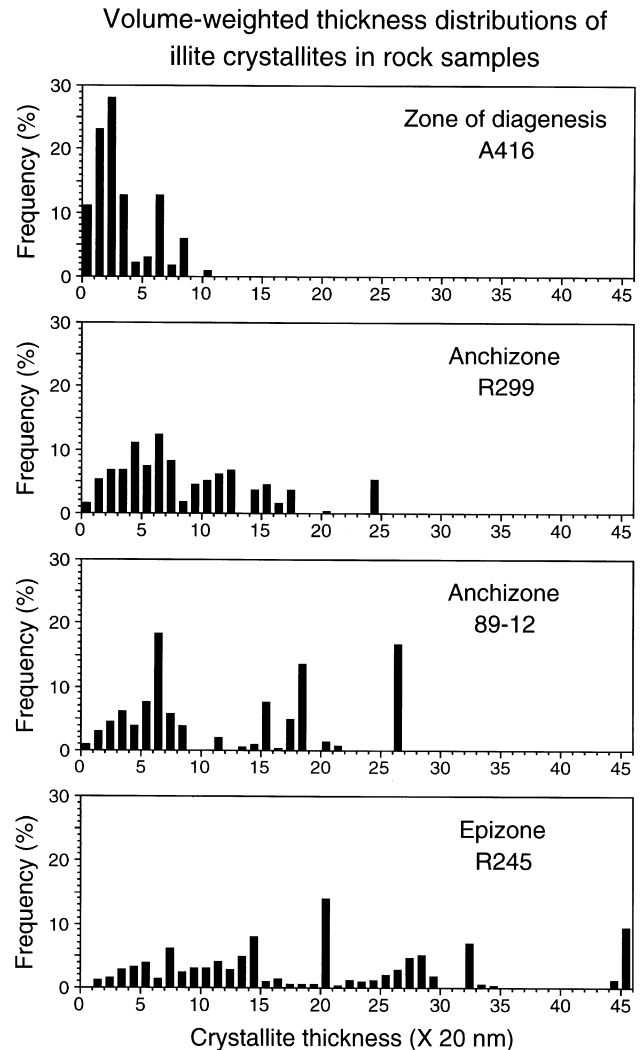 Volume-weighted thickness distributions of
illite crystallites in rock samples
Frequency (%)
30
20
10
0
Zone of diagenesis
A416
0 5 10 15 20 25 30 35 40 45
Frequency (%)
30
20
10
0
Anchizone
R299
0 5 10 15 20 25 30 35 40 45
Frequency (%)
30
20
10
0
Anchizone
89-12
0 5 10 15 20 25 30 35 40 45
Frequency (%)
30
20
10
0
Epizone
R245
0 5 10 15 20 25 30 35 40 45
Crystallite thickness (X 20 nm)